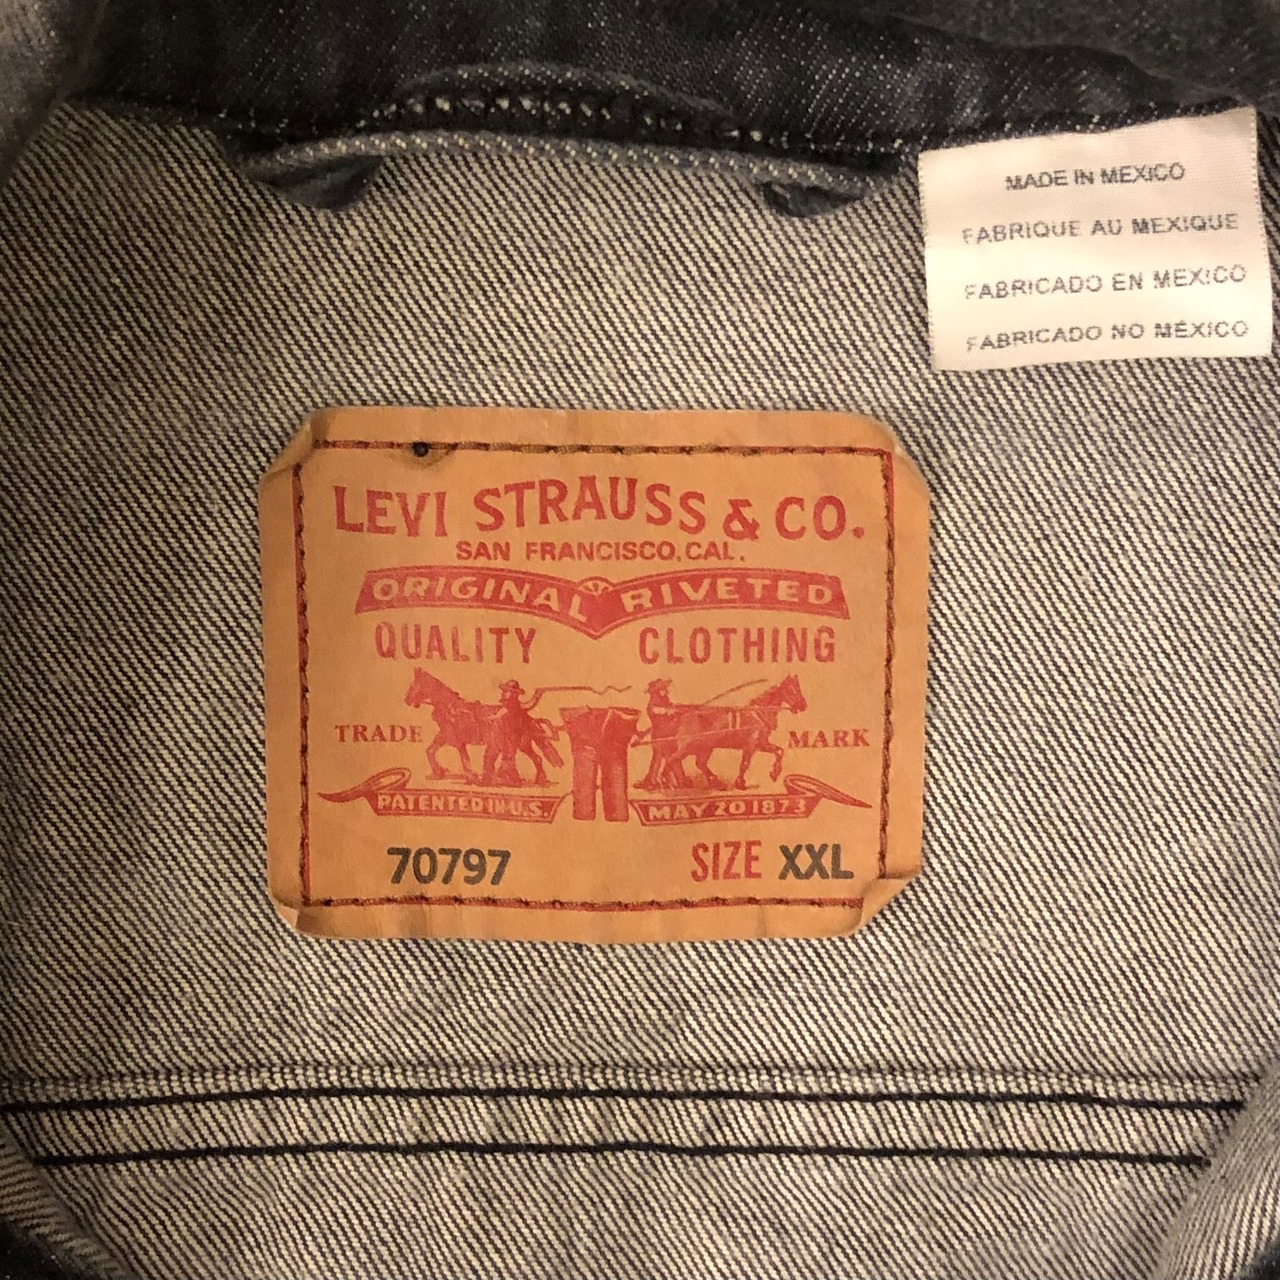 MADE IN MEXICO
FABRIQUE AU MEXIQUE
FABRICADO EN MEXICO
FABRICADO NO MÉXICO
LEVI STRAUSS & CO.
SAN FRANCISCO, CAL.
ORIGINAL RIVETED
QUALITY CLOTHING
TRADE MARK
PATENTED IN U.S. MAY 20 1873
70797 SIZE XXL